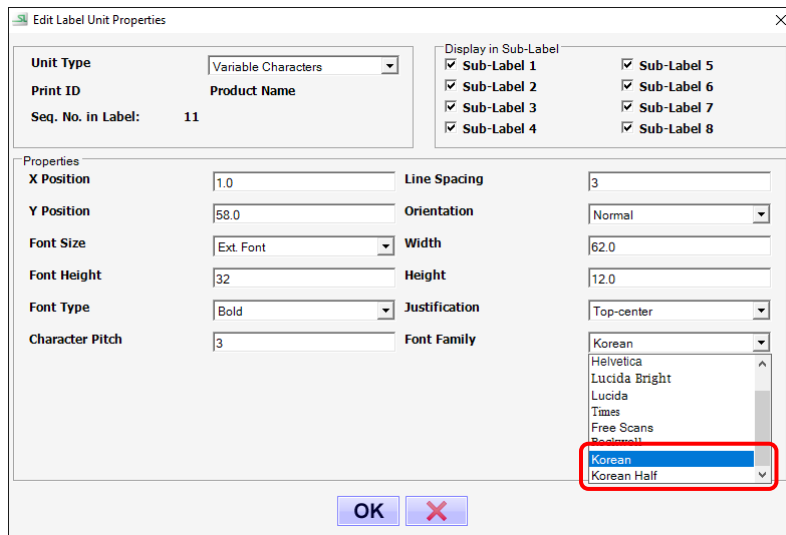 Edit Label Unit Properties
Unit Type
Variable Characters
Print ID
Product Name
Seq. No. in Label:
11
Display in Sub-Label
Sub-Label 1
Sub-Label 5
Sub-Label 2
Sub-Label 6
Sub-Label 3
Sub-Label 7
Sub-Label 4
Sub-Label 8
Properties
X Position
1.0
Line Spacing
3
Y Position
58.0
Orientation
Normal
Font Size
Ext. Font
Width
62.0
Font Height
32
Height
12.0
Font Type
Bold
Justification
Top-center
Character Pitch
3
Font Family
Korean
Helvetica
Lucida Bright
Lucida
Times
Free Scans
Rockwell
Korean
Korean Half
OK